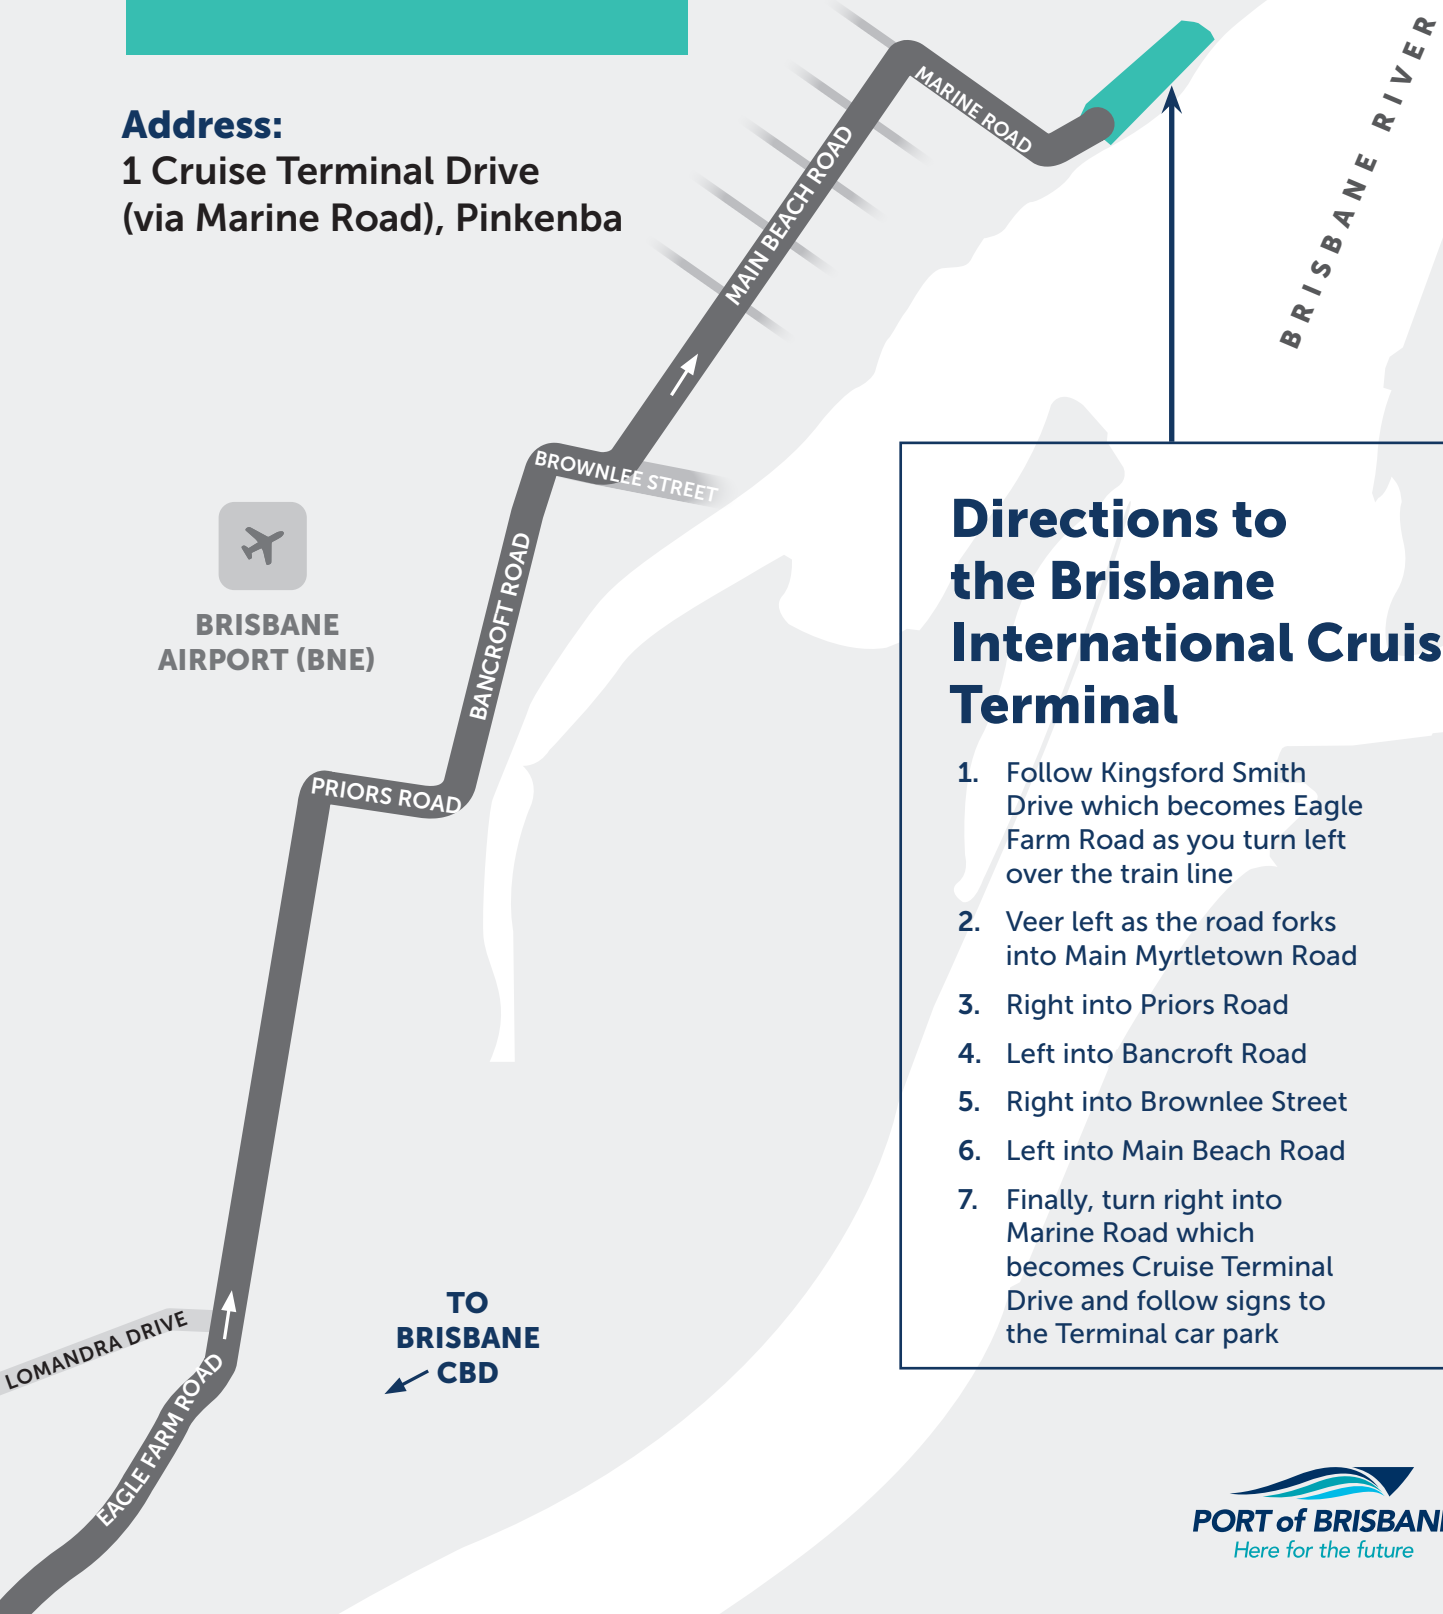 Address:
1 Cruise Terminal Drive
(via Marine Road), Pinkenba
MARINE ROAD
BRISBANE RIVER
MAIN BEACH ROAD
BROWNLEE STREET
BANCROFT ROAD
BRISBANE
AIRPORT (BNE)
PRIORS ROAD
LOMANDRA DRIVE
EAGLE FARM ROAD
TO
BRISBANE
CBD
Directions to
the Brisbane
International Cruis
Terminal
1. Follow Kingsford Smith
Drive which becomes Eagle
Farm Road as you turn left
over the train line
2. Veer left as the road forks
into Main Myrtletown Road
3. Right into Priors Road
4. Left into Bancroft Road
5. Right into Brownlee Street
6. Left into Main Beach Road
7. Finally, turn right into
Marine Road which
becomes Cruise Terminal
Drive and follow signs to
the Terminal car park
PORT of BRISBAN
Here for the future